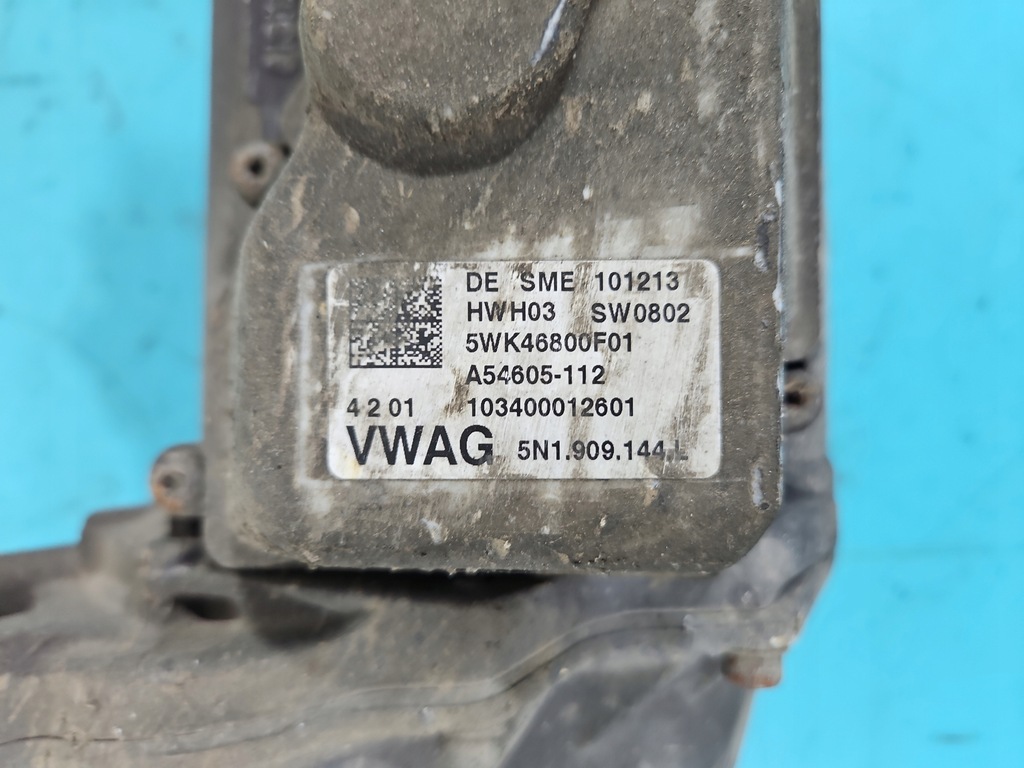 DE SME 101213
HWH03 SW0802
5WK46800F01
A54605-112
4 2 01 103400012601
VWAG 5N1.909.144.L